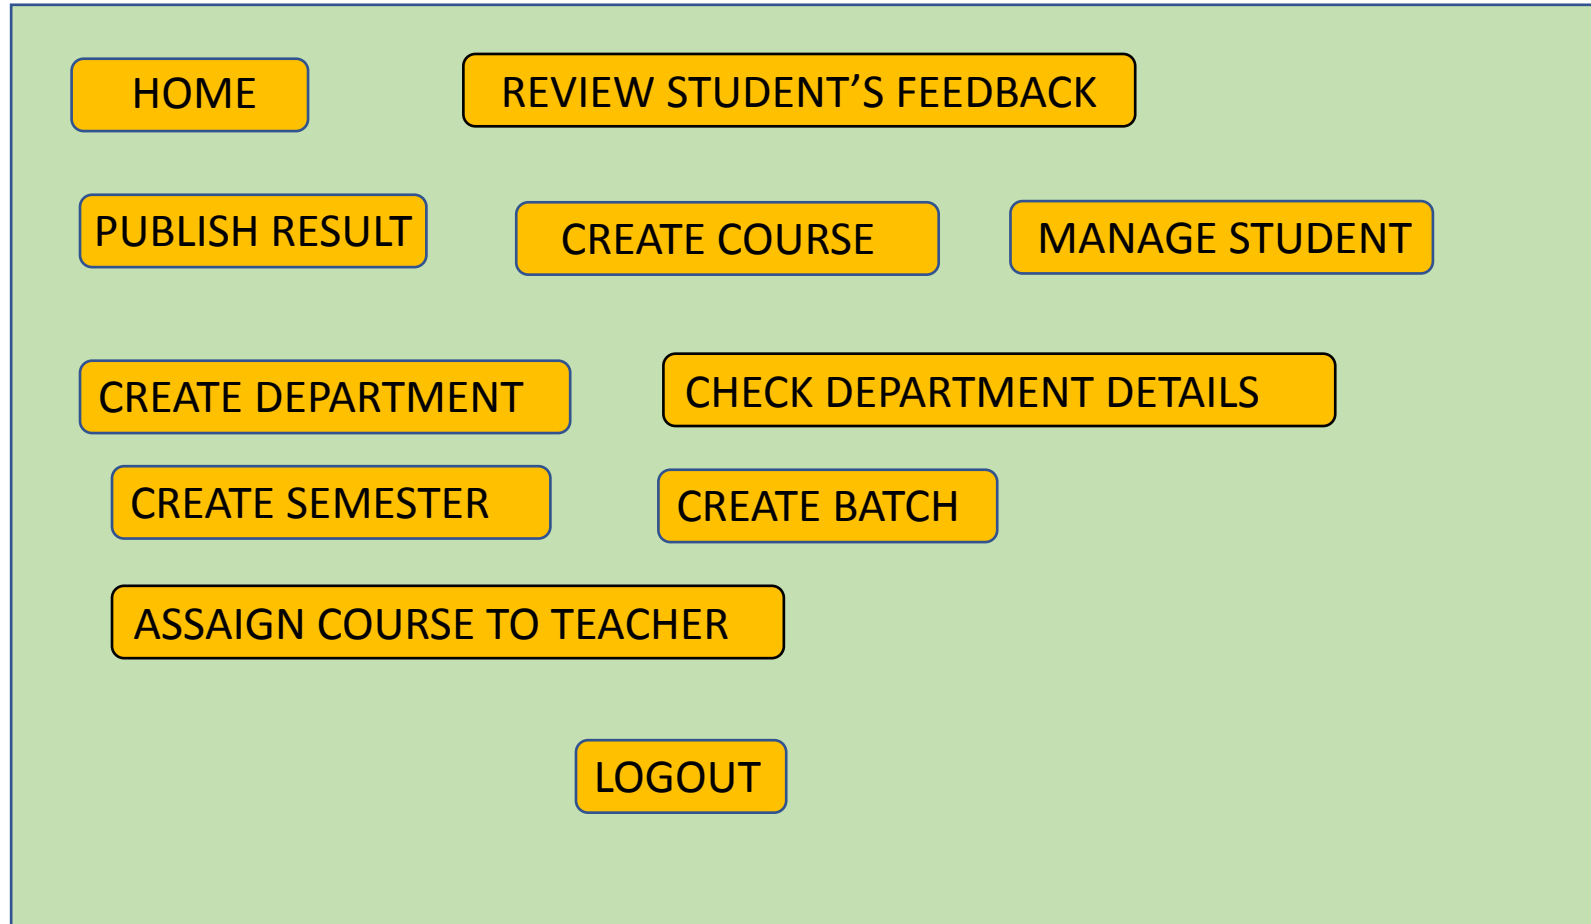 HOME
REVIEW STUDENT’S FEEDBACK
PUBLISH RESULT
CREATE COURSE
MANAGE STUDENT
CREATE DEPARTMENT
CHECK DEPARTMENT DETAILS
CREATE SEMESTER
CREATE BATCH
ASSAIGN COURSE TO TEACHER
LOGOUT